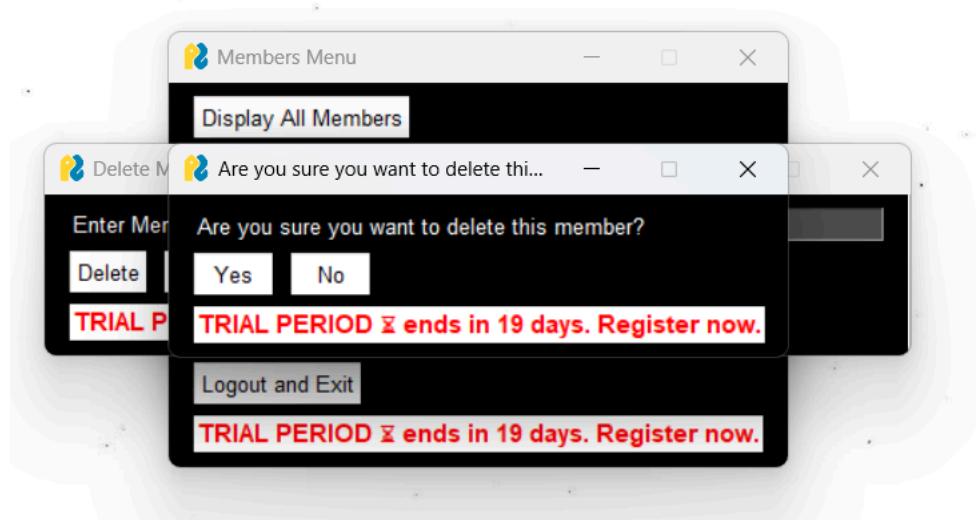 Members Menu
Display All Members
Delete M
Are you sure you want to delete thi...
Enter Mer
Are you sure you want to delete this member?
Delete
Yes
No
TRIAL P
TRIAL PERIOD ⌛ ends in 19 days. Register now.
Logout and Exit
TRIAL PERIOD ⌛ ends in 19 days. Register now.